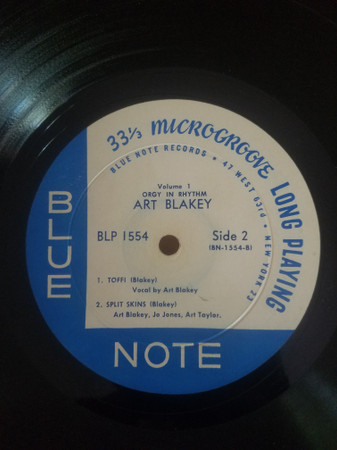 33⅓ MICROGROOVE LONG PLAYING
BLUE NOTE RECORDS • 47 WEST 63rd • NEW YORK 23
Volume 1
ORGY IN RHYTHM
ART BLAKEY
BLP 1554
Side 2
(BN-1554-B)
1. TOFFI (Blakey)
Vocal by Art Blakey
2. SPLIT SKINS (Blakey)
Art Blakey, Jo Jones, Art Taylor.
BLUE
NOTE